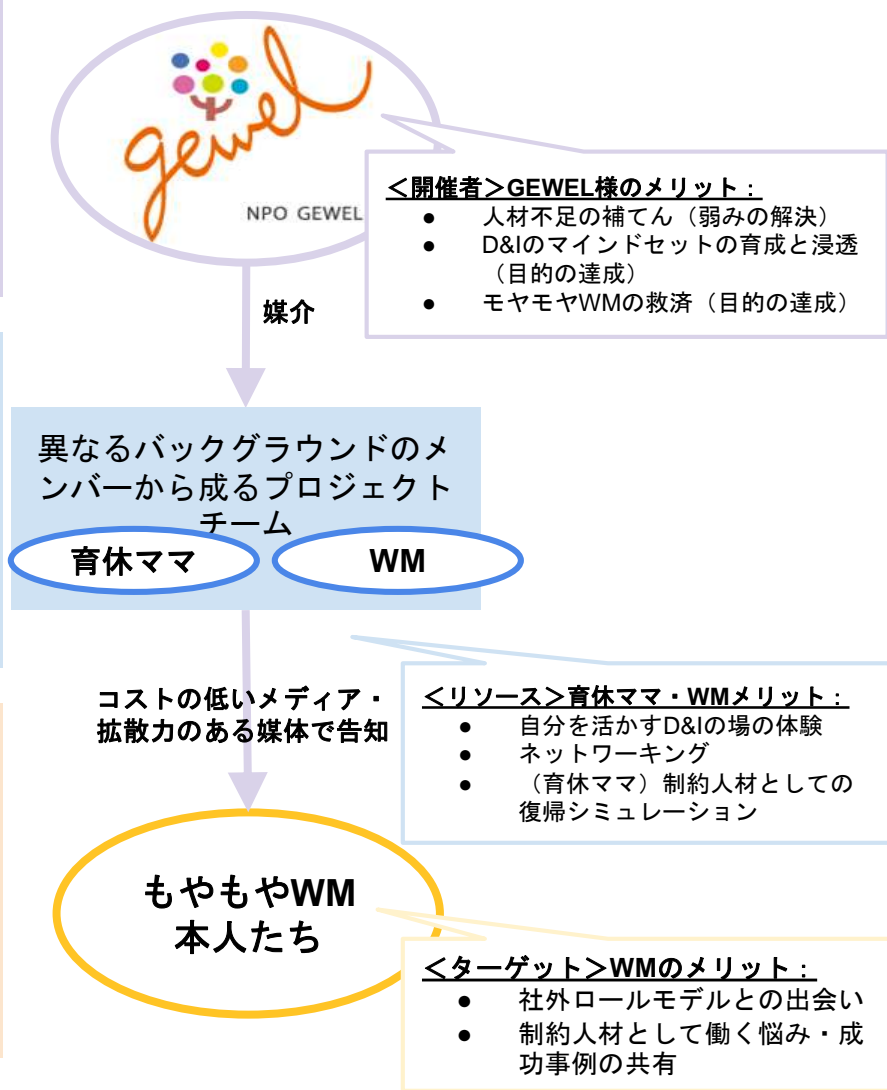 gewel
NPO GEWEL
＜開催者＞GEWEL様のメリット：
● 人材不足の補てん（弱みの解決）
● D&Iのマインドセットの育成と浸透
（目的の達成）
● モヤモヤWMの救済（目的の達成）
媒介
異なるバックグラウンドのメ
ンバーから成るプロジェクト
チーム
育休ママ
WM
コストの低いメディア・
拡散力のある媒体で告知
＜リソース＞育休ママ・WMメリット：
● 自分を活かすD&Iの場の体験
● ネットワーキング
● （育休ママ）制約人材としての
復帰シミュレーション
もやもやWM
本人たち
＜ターゲット＞WMのメリット：
● 社外ロールモデルとの出会い
● 制約人材として働く悩み・成
功事例の共有